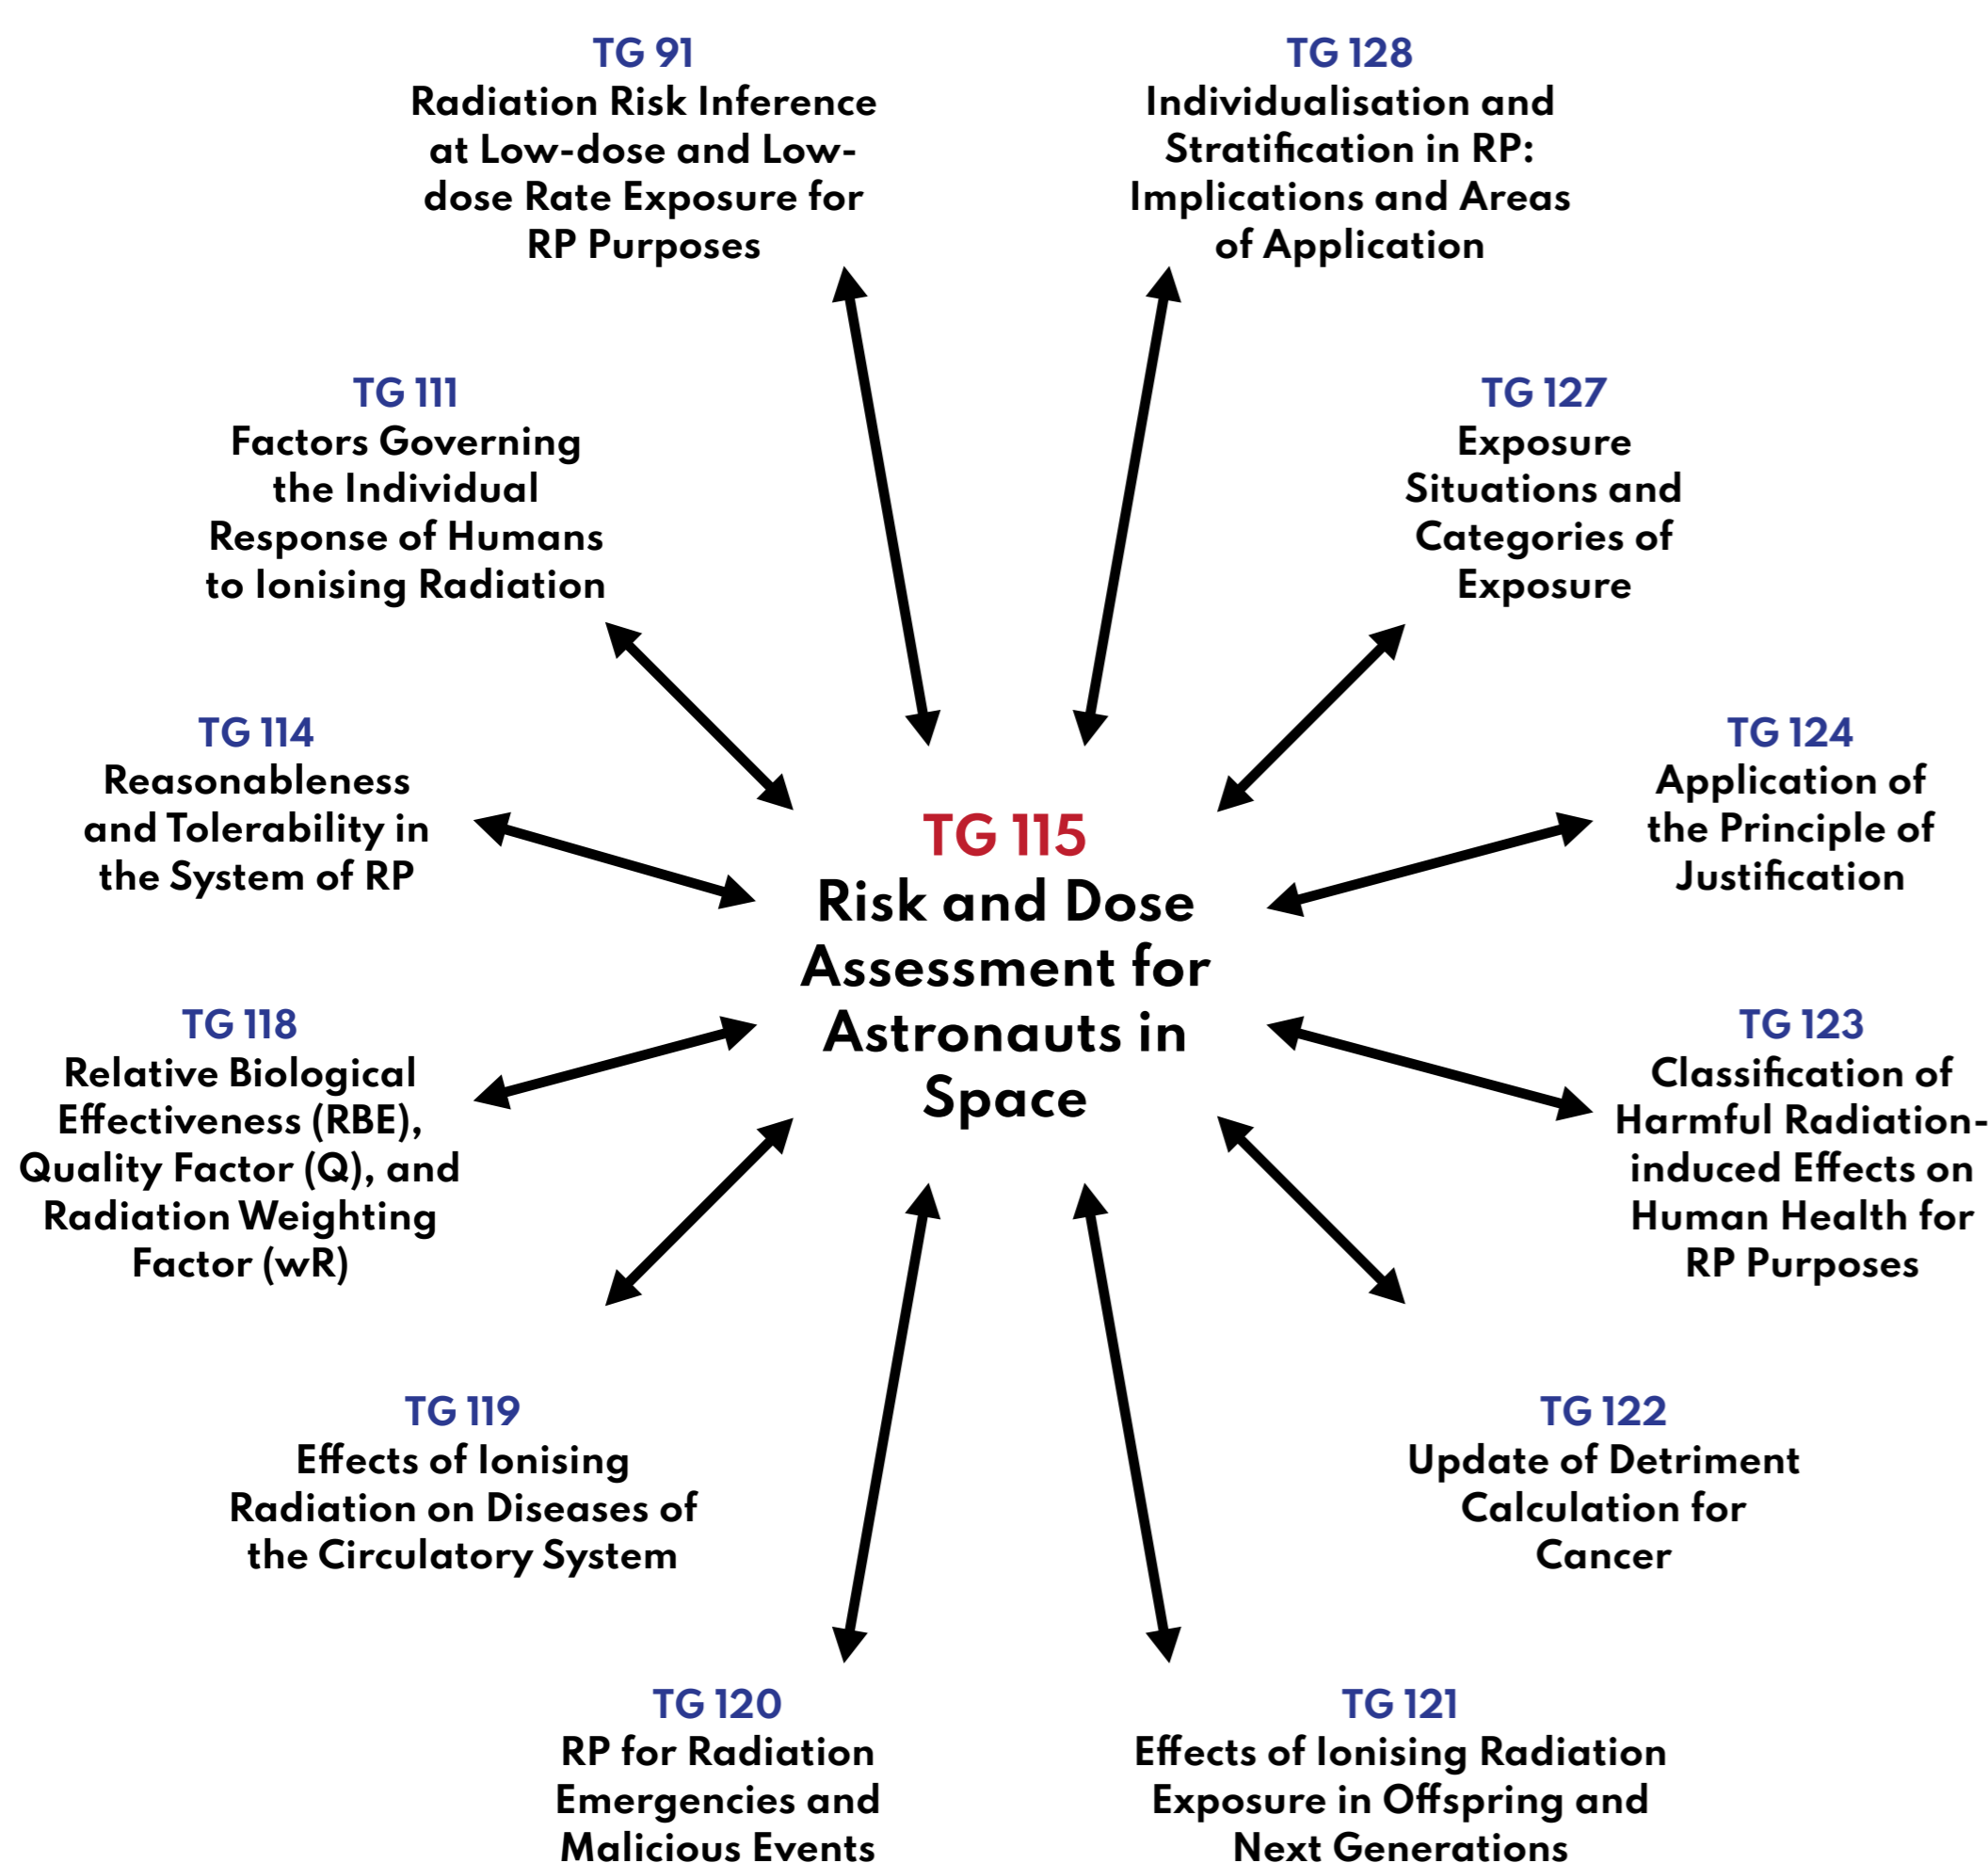 TG 91
Radiation Risk Inference
at Low-dose and Low-
dose Rate Exposure for
RP Purposes
TG 128
Individualisation and
Stratification in RP:
Implications and Areas
of Application
TG 111
Factors Governing
the Individual
Response of Humans
to Ionising Radiation
TG 127
Exposure
Situations and
Categories of
Exposure
TG 114
Reasonableness
and Tolerability in
the System of RP
TG 124
Application of
the Principle of
Justification
TG 115
Risk and Dose
Assessment for
Astronauts in
Space
TG 118
Relative Biological
Effectiveness (RBE),
Quality Factor (Q), and
Radiation Weighting
Factor (wR)
TG 123
Classification of
Harmful Radiation-
induced Effects on
Human Health for
RP Purposes
TG 119
Effects of Ionising
Radiation on Diseases of
the Circulatory System
TG 122
Update of Detriment
Calculation for
Cancer
TG 120
RP for Radiation
Emergencies and
Malicious Events
TG 121
Effects of Ionising Radiation
Exposure in Offspring and
Next Generations